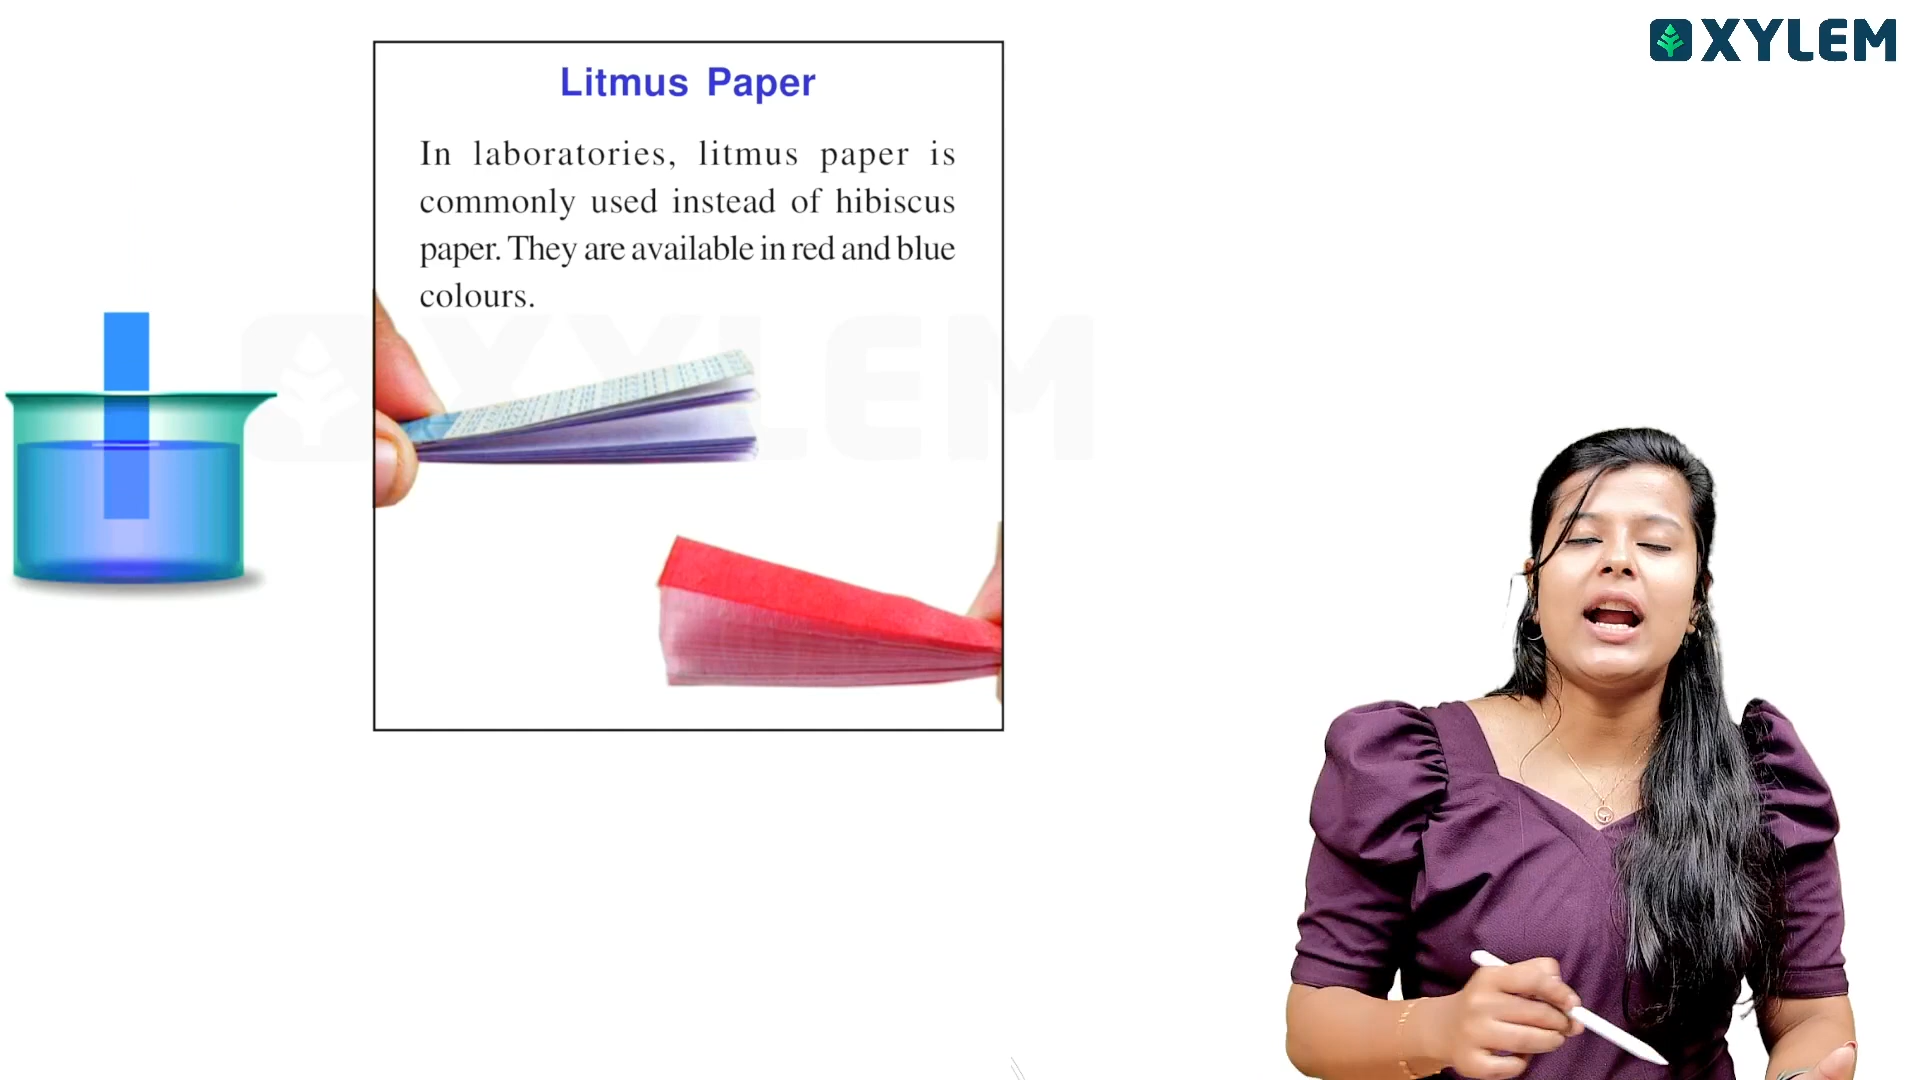 XYLEM
Litmus Paper
In laboratories, litmus paper is
commonly used instead of hibiscus
paper. They are available in red and blue
colours.
XYLEM